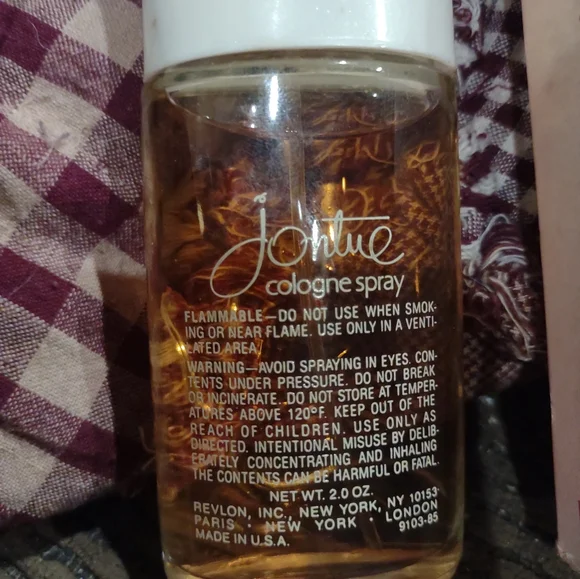 Jontue
cologne spray
FLAMMABLE—DO NOT USE WHEN SMOK-
ING OR NEAR FLAME. USE ONLY IN A VENTI-
LATED AREA.
WARNING—AVOID SPRAYING IN EYES. CON-
TENTS UNDER PRESSURE. DO NOT BREAK
OR INCINERATE. DO NOT STORE AT TEMPER-
ATURES ABOVE 120°F. KEEP OUT OF THE
REACH OF CHILDREN. USE ONLY AS
DIRECTED. INTENTIONAL MISUSE BY DELIB-
ERATELY CONCENTRATING AND INHALING
THE CONTENTS CAN BE HARMFUL OR FATAL.
NET WT. 2.0 OZ.
REVLON, INC., NEW YORK, NY 10153
PARIS • NEW YORK • LONDON
MADE IN U.S.A. 9103-85